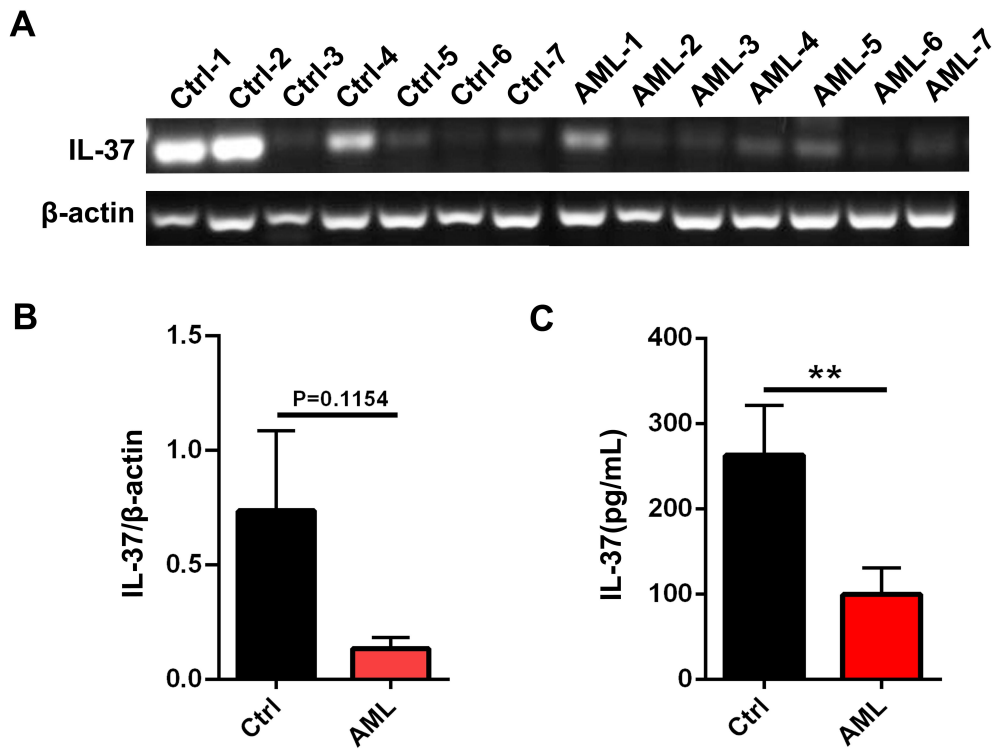 A
Ctrl-1 Ctrl-2 Ctrl-3 Ctrl-4 Ctrl-5 Ctrl-6 Ctrl-7 AML-1 AML-2 AML-3 AML-4 AML-5 AML-6 AML-7
IL-37
β-actin
B
1.5
1.0
0.5
0.0
IL-37/β-actin
P=0.1154
Ctrl AML
C
400
300
200
100
0
IL-37(pg/mL)
**
Ctrl AML